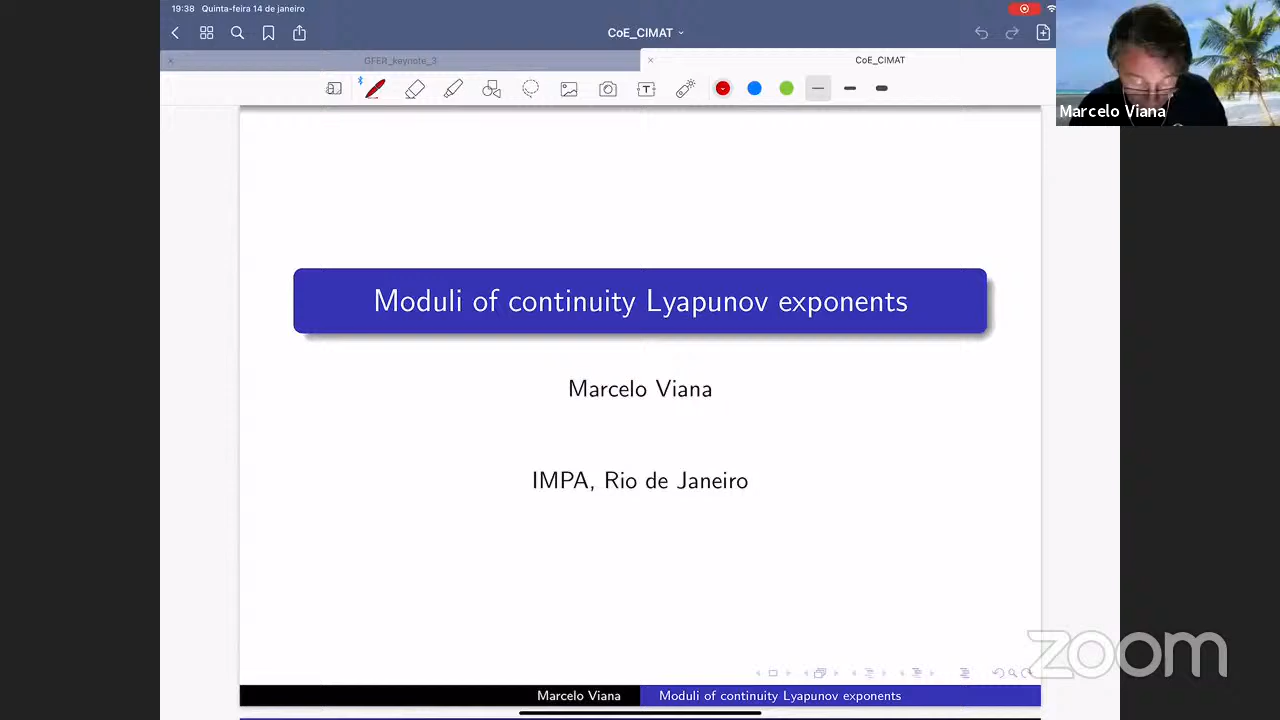 19:38 Quinta-feira 14 de janeiro
CoE_CIMAT
GFER_keynote_3
CoE_CIMAT
T
Marcelo Viana
Moduli of continuity Lyapunov exponents
Marcelo Viana
IMPA, Rio de Janeiro
zoom
Marcelo Viana
Moduli of continuity Lyapunov exponents